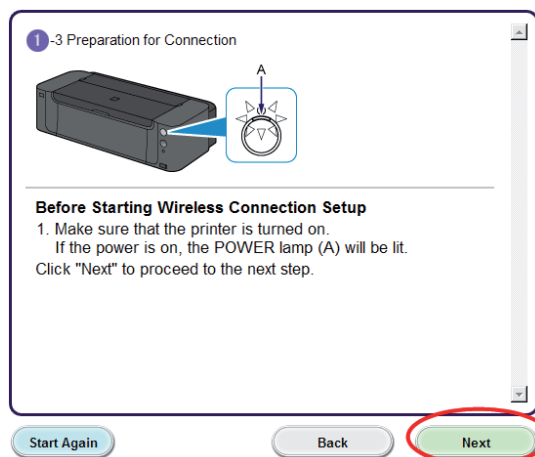 1-3 Preparation for Connection
A
Before Starting Wireless Connection Setup
1. Make sure that the printer is turned on.
If the power is on, the POWER lamp (A) will be lit.
Click "Next" to proceed to the next step.
Start Again
Back
Next